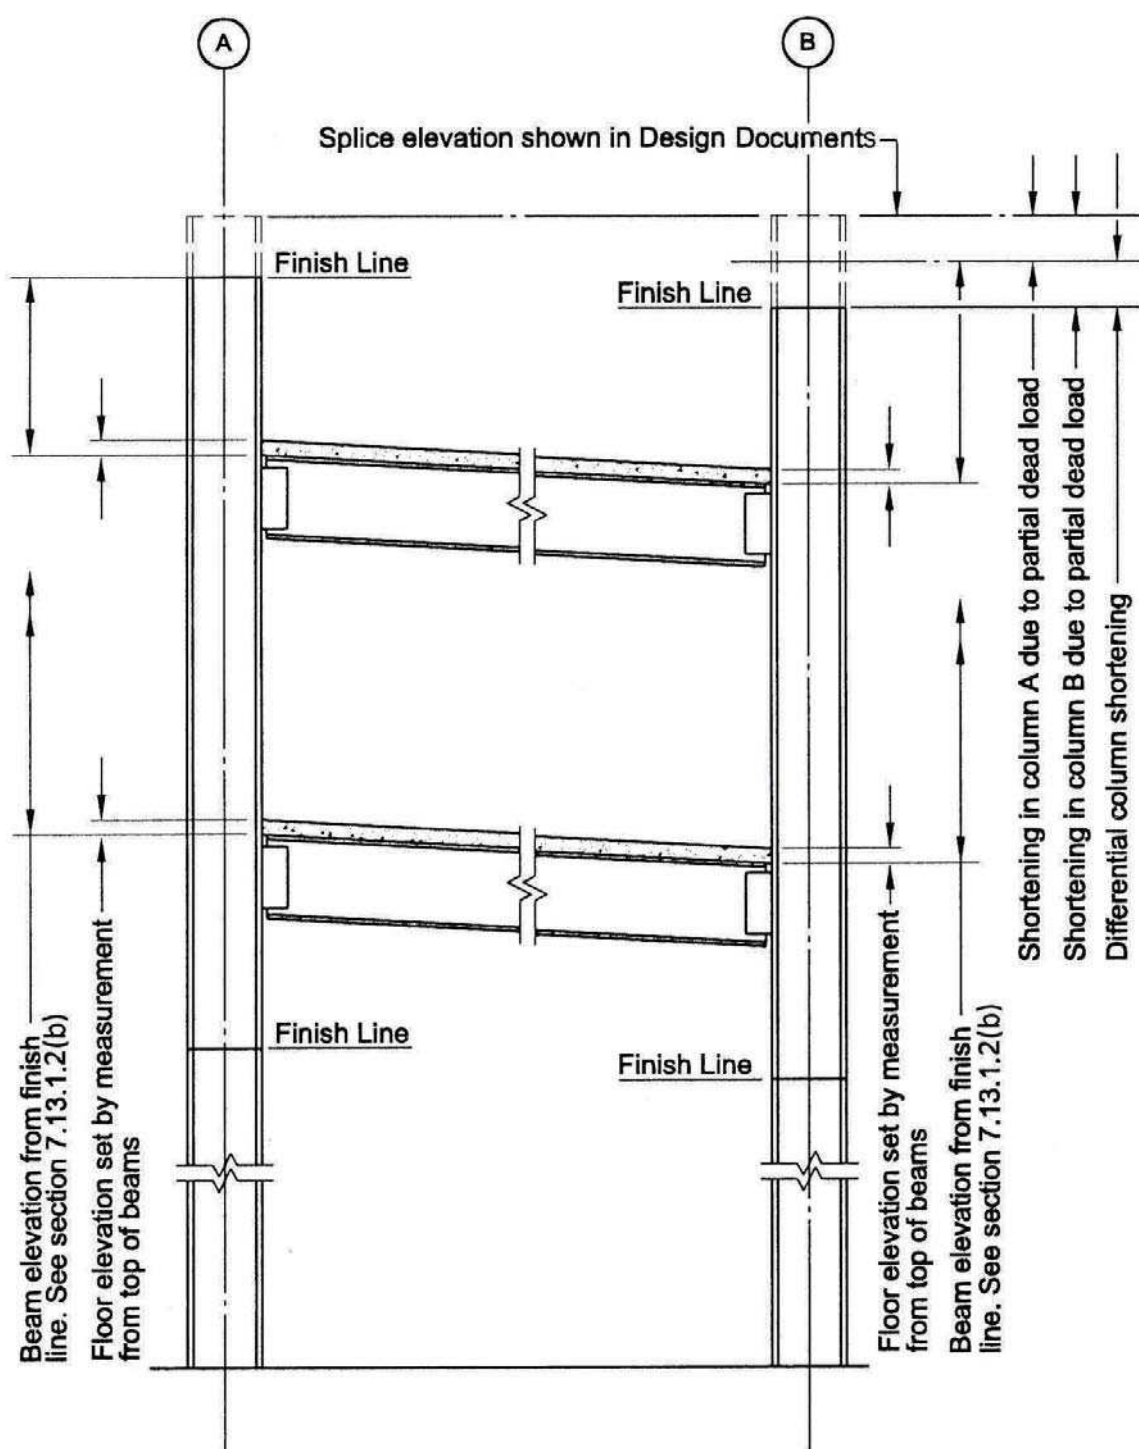 A
B
Splice elevation shown in Design Documents
Finish Line
Finish Line
Finish Line
Finish Line
Beam elevation from finish
line. See section 7.13.1.2(b)
Floor elevation set by measurement
from top of beams
Floor elevation set by measurement
from top of beams
Beam elevation from finish
line. See section 7.13.1.2(b)
Shortening in column A due to partial dead load
Shortening in column B due to partial dead load
Differential column shortening